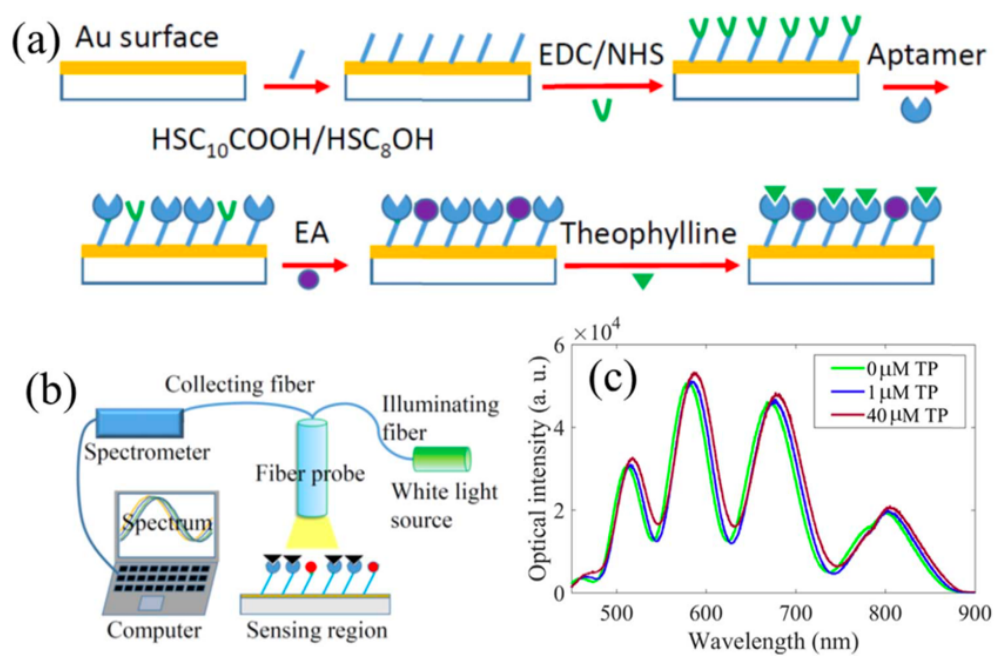 (a)
Au surface
EDC/NHS
Aptamer
HSC10COOH/HSC8OH
EA
Theophylline
(b)
Collecting fiber
Illuminating
fiber
Spectrometer
Fiber probe
White light
source
Spectrum
Computer
Sensing region
(c)
×10^4
6
4
2
0
Optical intensity (a. u.)
0 μM TP
1 μM TP
40 μM TP
500 600 700 800 900
Wavelength (nm)